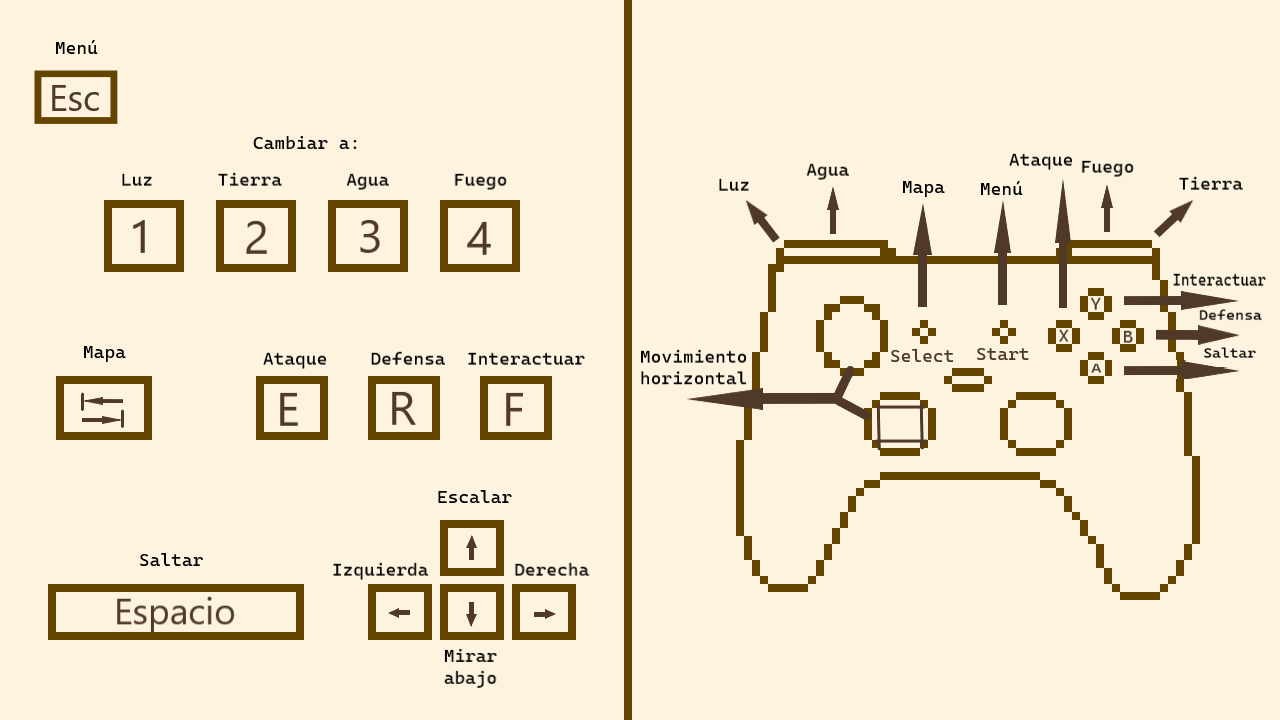 Menú
Esc
Cambiar a:
Luz Tierra Agua Fuego
1 2 3 4
Mapa Ataque Defensa Interactuar
E R F
Escalar
Saltar
Izquierda Derecha
Espacio
Mirar
abajo
Luz Agua Mapa Menú Ataque Fuego Tierra
Interactuar
Y
Defensa
X B
Saltar
Select Start
A
Movimiento
horizontal